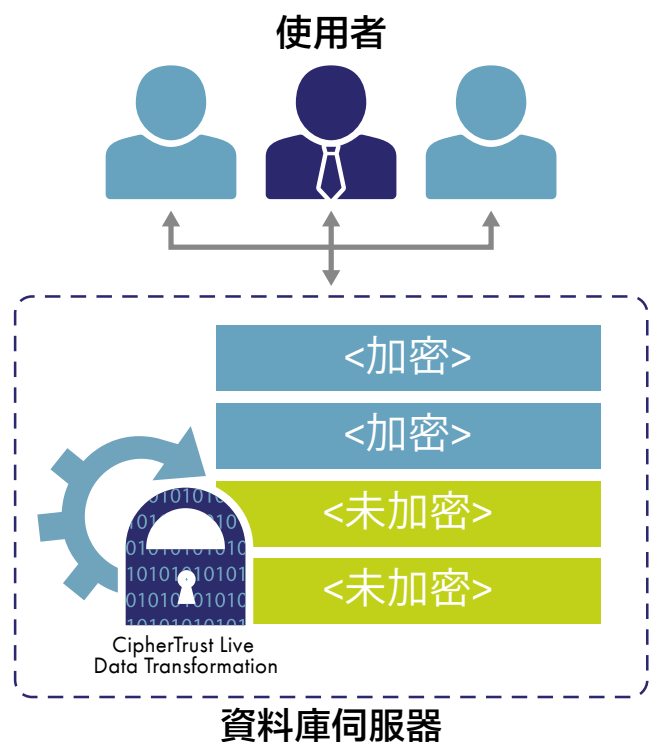 使用者
<加密>
<加密>
<未加密>
<未加密>
CipherTrust Live
Data Transformation
資料庫伺服器